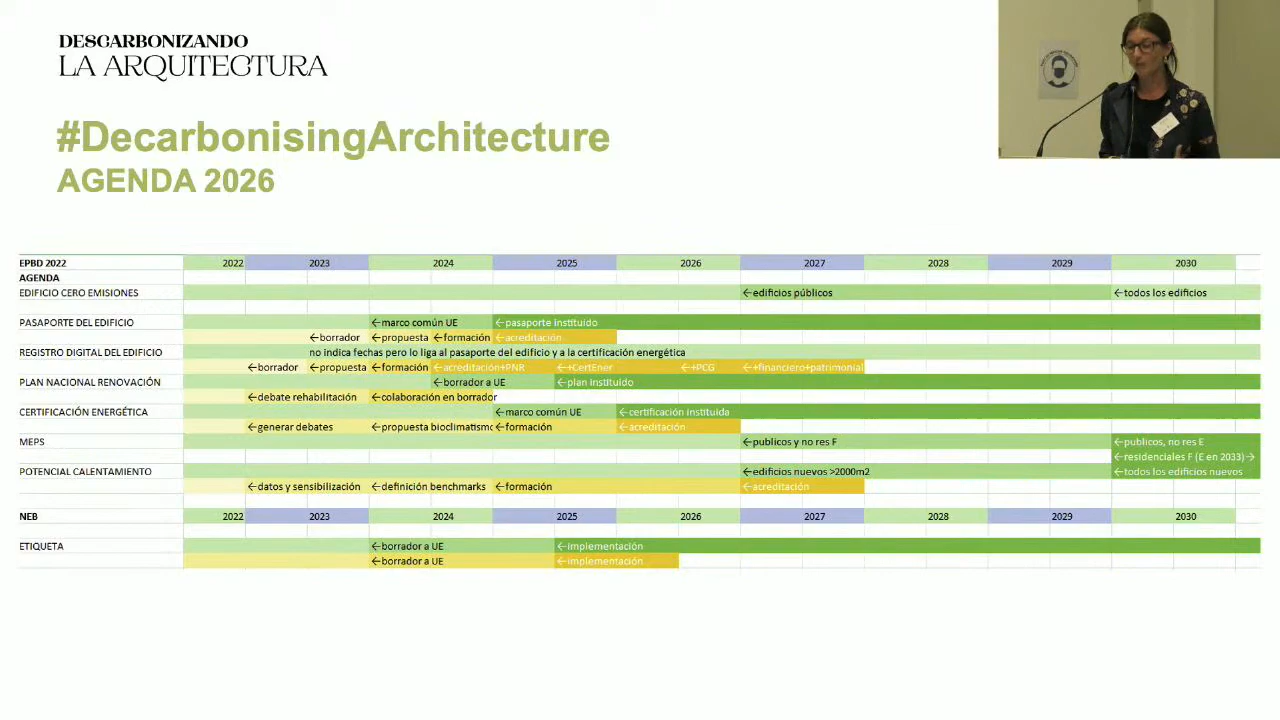 DESCARBONIZANDO
LA ARQUITECTURA
#DecarbonisingArchitecture
AGENDA 2026
EPBD 2022 2022 2023 2024 2025 2026 2027 2028 2029 2030
AGENDA
EDIFICIO CERO EMISIONES ←edificios públicos ←todos los edificios
PASAPORTE DEL EDIFICIO ←marco común UE ←pasaporte instituido
←borrador ←propuesta ←formación ←acreditación
REGISTRO DIGITAL DEL EDIFICIO no indica fechas pero lo liga al pasaporte del edificio y a la certificación energética
←borrador ←propuesta ←formación ←acreditación+PNR ←+CertEner ←+PCG ←+financiero+patrimonial
PLAN NACIONAL RENOVACIÓN ←borrador a UE ←plan instituido
←debate rehabilitación ←colaboración en borrador
CERTIFICACIÓN ENERGÉTICA ←marco común UE ←certificación instituida
←generar debates ←propuesta bioclimatismo ←formación ←acreditación
MEPS ←publicos y no res F ←publicos, no res E
←residenciales F (E en 2033)→
POTENCIAL CALENTAMIENTO ←edificios nuevos >2000m2 ←todos los edificios nuevos
←datos y sensibilización ←definición benchmarks ←formación ←acreditación
NEB 2022 2023 2024 2025 2026 2027 2028 2029 2030
ETIQUETA ←borrador a UE ←implementación
←borrador a UE ←implementación